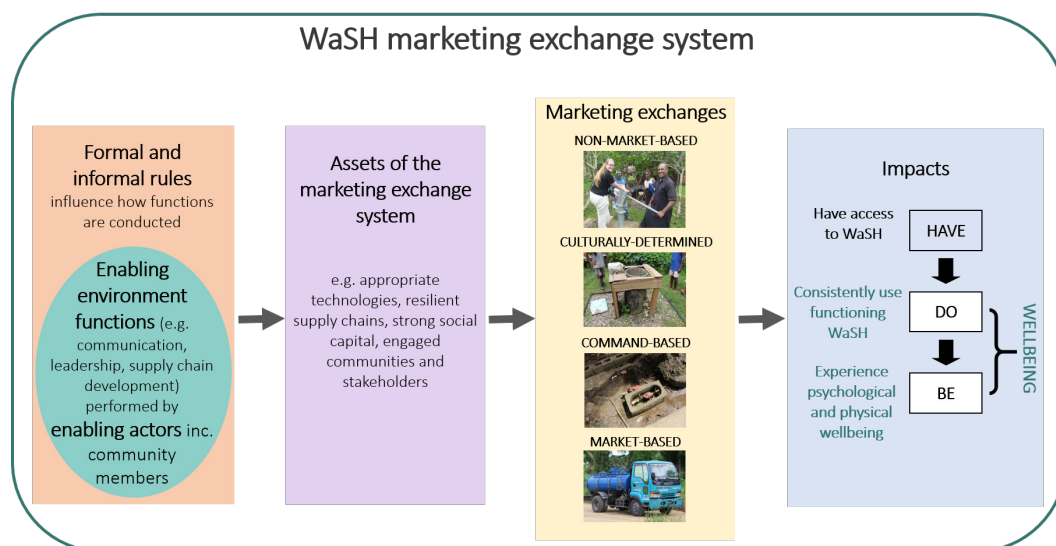 WaSH marketing exchange system
Formal and
informal rules
influence how functions
are conducted
Enabling
environment
functions (e.g.
communication,
leadership, supply chain
development)
performed by
enabling actors inc.
community
members
Assets of the
marketing exchange
system
e.g. appropriate
technologies, resilient
supply chains, strong social
capital, engaged
communities and
stakeholders
Marketing exchanges
NON-MARKET-BASED
CULTURALLY-DETERMINED
COMMAND-BASED
MARKET-BASED
Impacts
Have access
to WaSH
HAVE
Consistently use
functioning
WaSH
DO
Experience
psychological
and physical
wellbeing
BE
WELLBEING